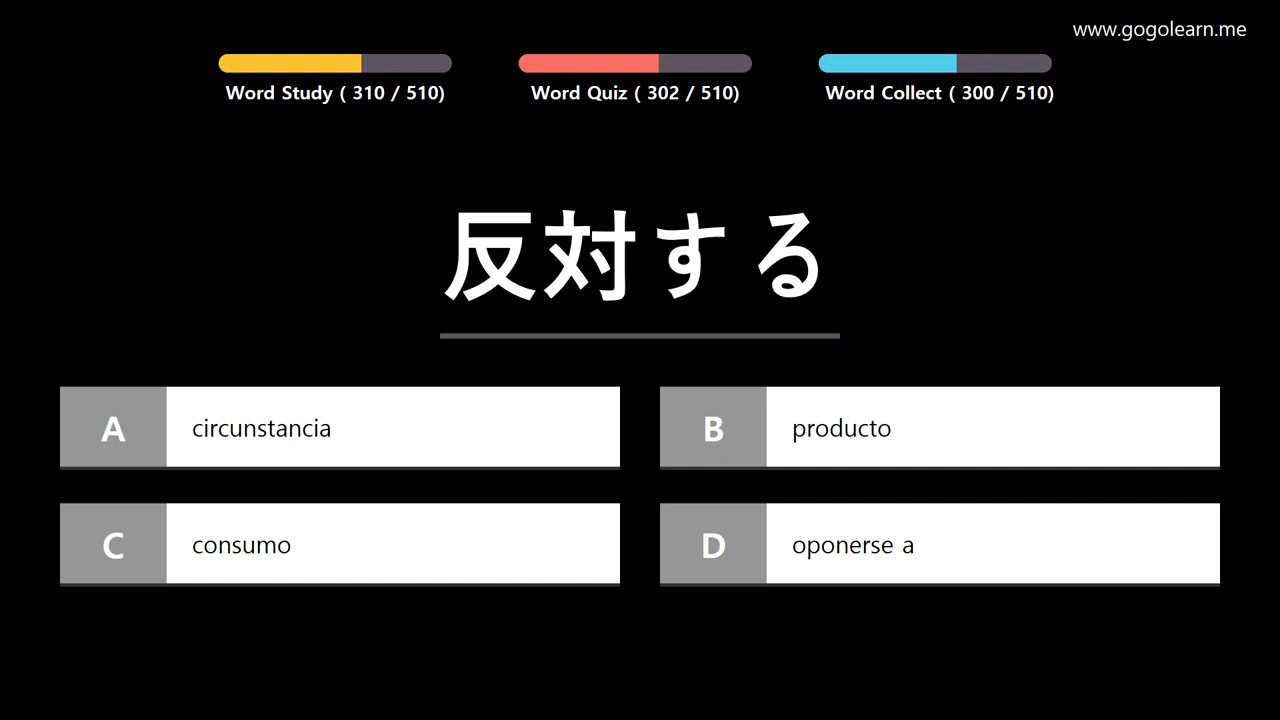 www.gogolearn.me
Word Study ( 310 / 510)
Word Quiz ( 302 / 510)
Word Collect ( 300 / 510)
反対する
A circunstancia
B producto
C consumo
D oponerse a